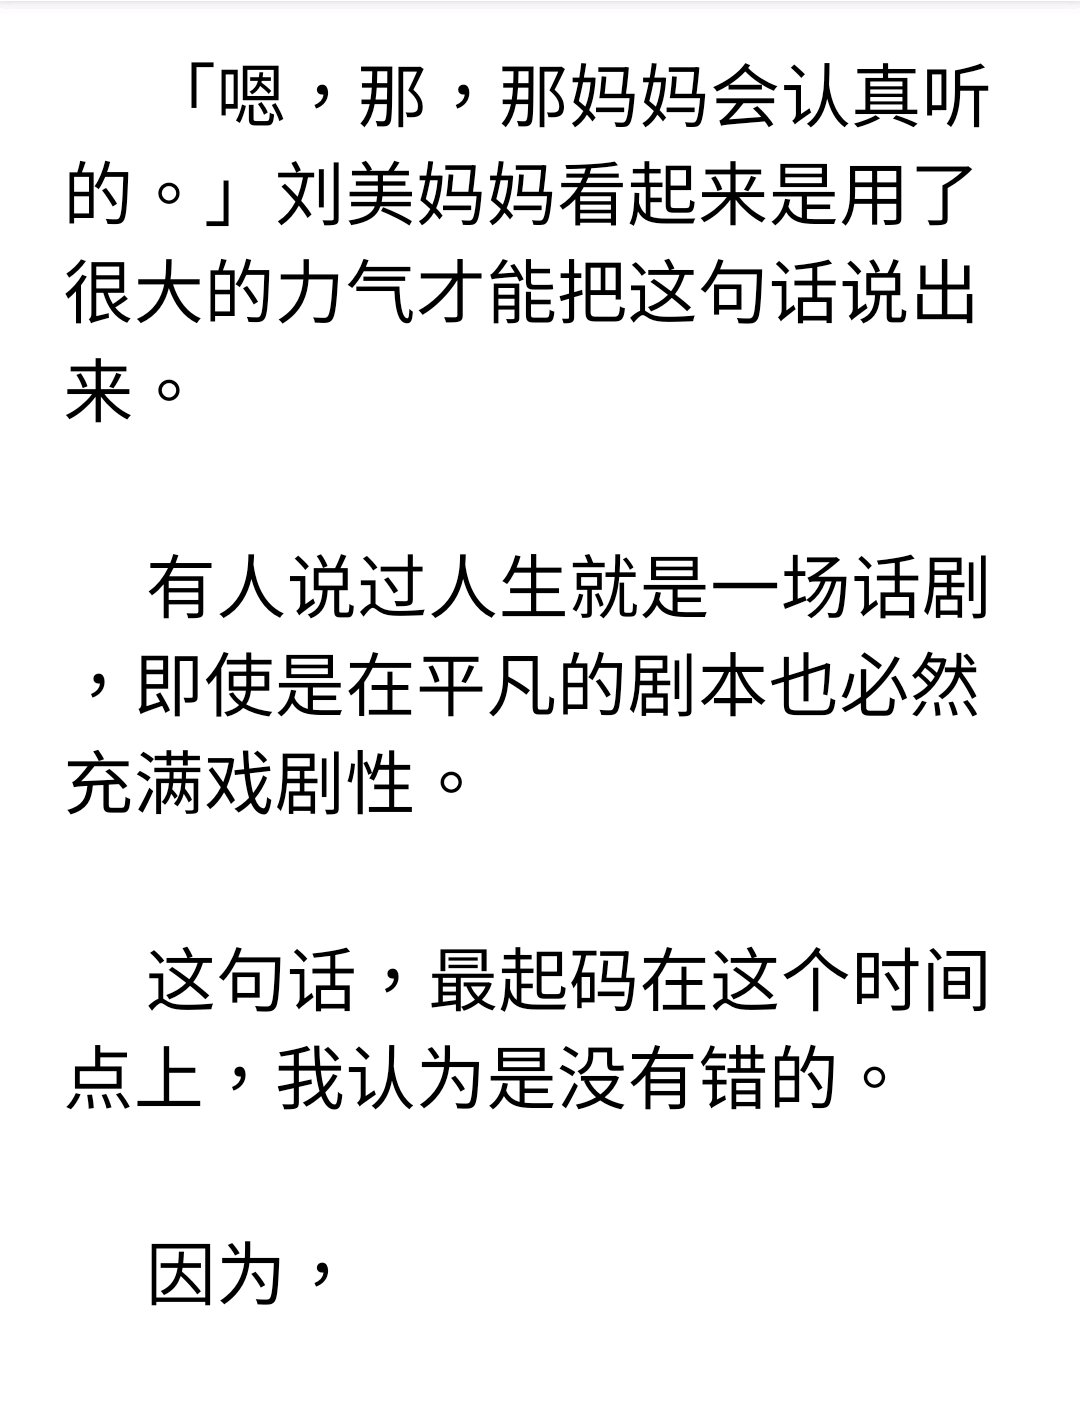 「嗯，那，那妈妈会认真听
的。」刘美妈妈看起来是用了
很大的力气才能把这句话说出
来。
有人说过人生就是一场话剧
，即使是在平凡的剧本也必然
充满戏剧性。
这句话，最起码在这个时间
点上，我认为是没有错的。
因为，